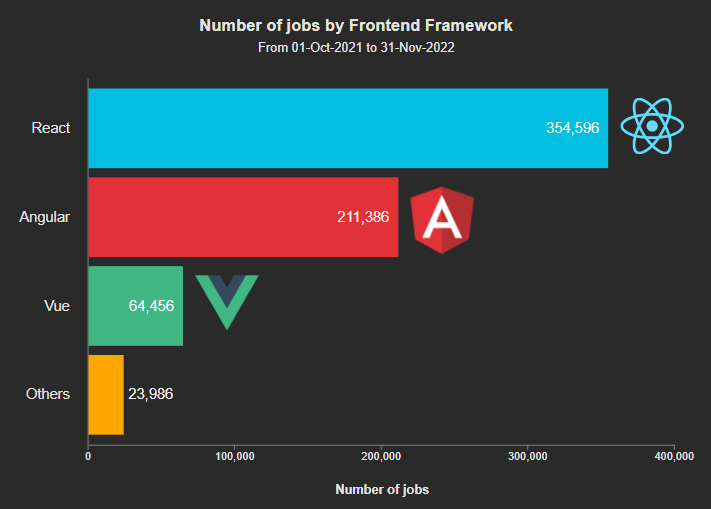 Number of jobs by Frontend Framework
From 01-Oct-2021 to 31-Nov-2022
React
354,596
Angular
211,386
A
Vue
64,456
Others
23,986
0
100,000
200,000
300,000
400,000
Number of jobs